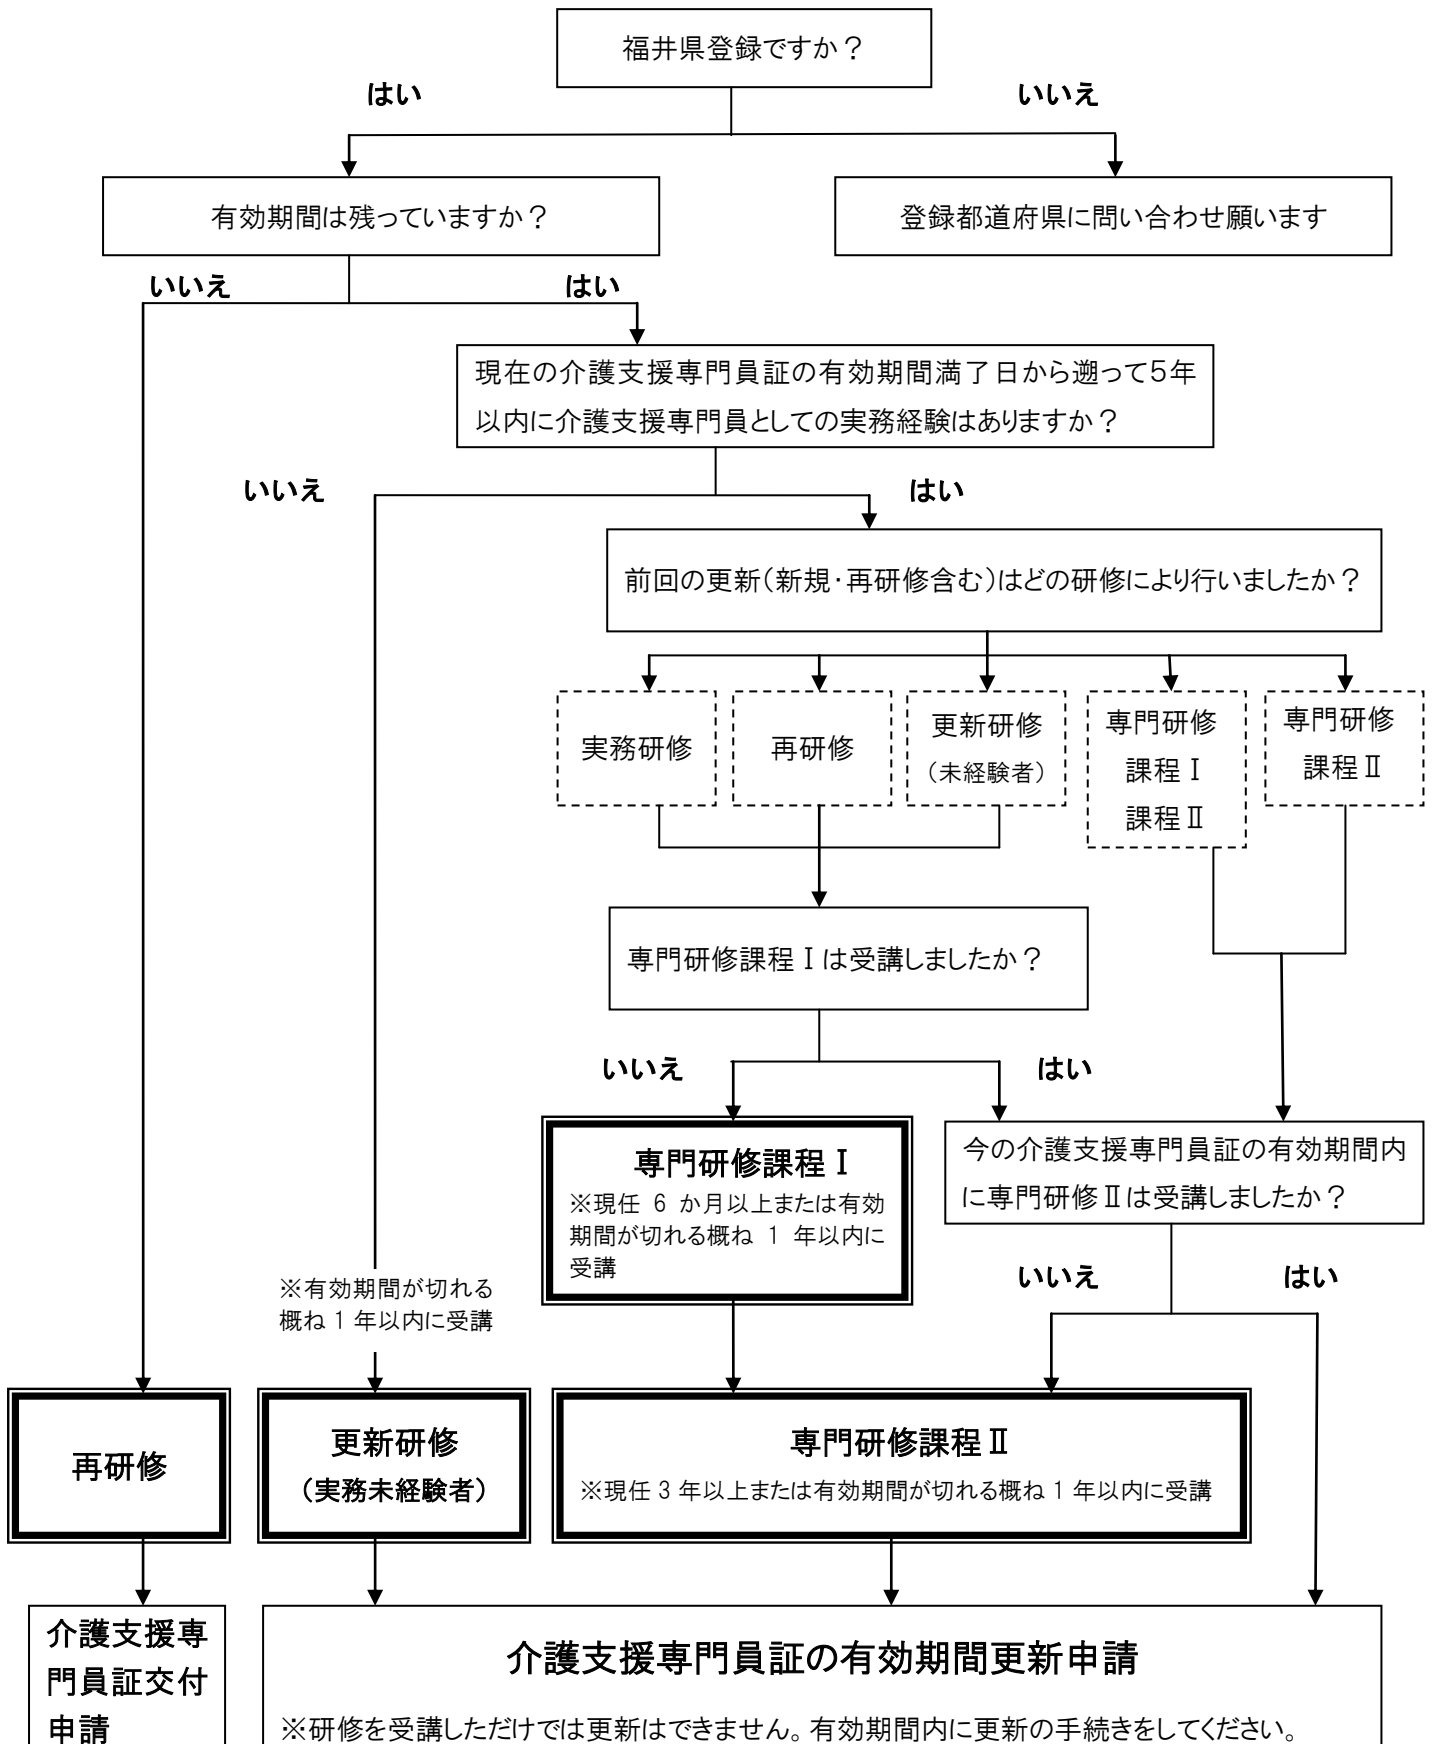 福井県登録ですか？
はい
いいえ
有効期間は残っていますか？
登録都道府県に問い合わせ願います
いいえ
はい
現在の介護支援専門員証の有効期間満了日から遡って5年
以内に介護支援専門員としての実務経験はありますか？
いいえ
はい
前回の更新（新規・再研修含む）はどの研修により行いましたか？
実務研修
再研修
更新研修
（未経験者）
専門研修
課程Ⅰ
課程Ⅱ
専門研修
課程Ⅱ
専門研修課程Ⅰは受講しましたか？
いいえ
はい
専門研修課程Ⅰ
※現任 6 か月以上または有効
期間が切れる概ね 1 年以内に
受講
今の介護支援専門員証の有効期間内
に専門研修Ⅱは受講しましたか？
いいえ
はい
※有効期間が切れる
概ね 1 年以内に受講
再研修
更新研修
（実務未経験者）
専門研修課程Ⅱ
※現任 3 年以上または有効期間が切れる概ね 1 年以内に受講
介護支援専
門員証交付
申請
介護支援専門員証の有効期間更新申請
※研修を受講しただけでは更新はできません。有効期間内に更新の手続きをしてください。